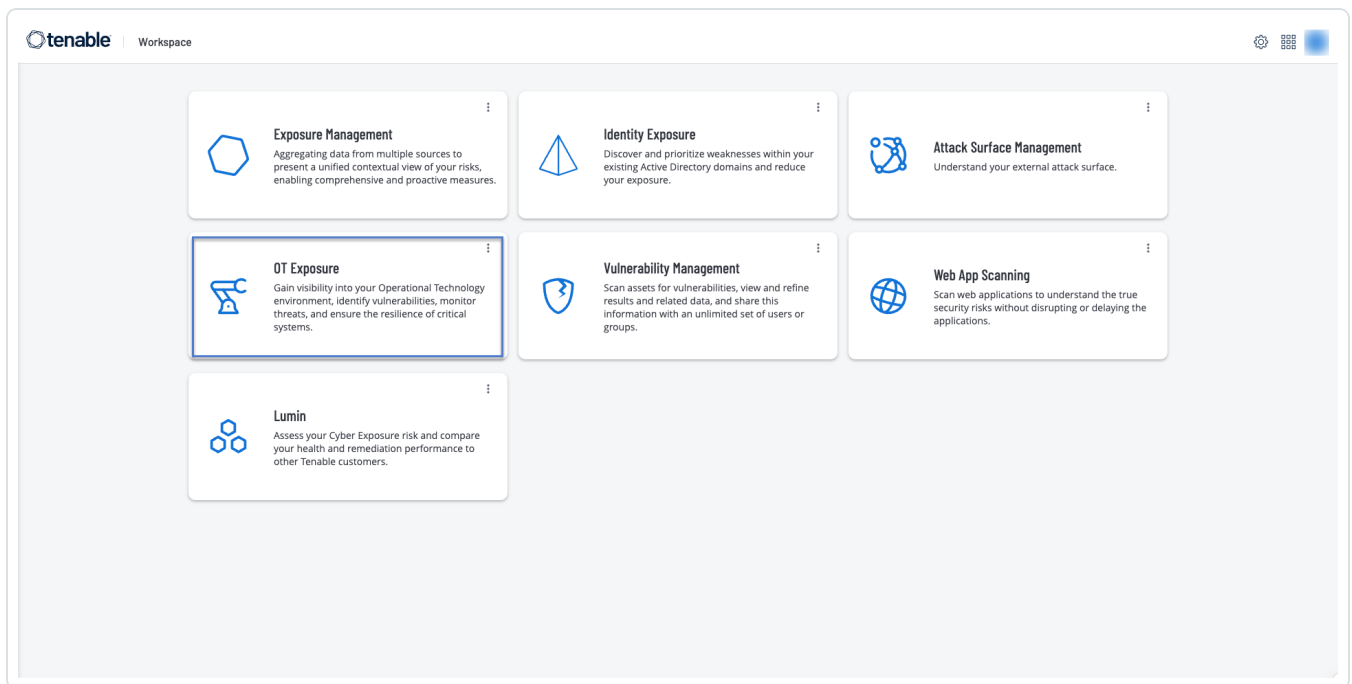 tenable
Workspace
Exposure Management
Aggregating data from multiple sources to
present a unified contextual view of your risks,
enabling comprehensive and proactive measures.
Identity Exposure
Discover and prioritize weaknesses within your
existing Active Directory domains and reduce
your exposure.
Attack Surface Management
Understand your external attack surface.
OT Exposure
Gain visibility into your Operational Technology
environment, identify vulnerabilities, monitor
threats, and ensure the resilience of critical
systems.
Vulnerability Management
Scan assets for vulnerabilities, view and refine
results and related data, and share this
information with an unlimited set of users or
groups.
Web App Scanning
Scan web applications to understand the true
security risks without disrupting or delaying the
applications.
Lumin
Assess your Cyber Exposure risk and compare
your health and remediation performance to
other Tenable customers.